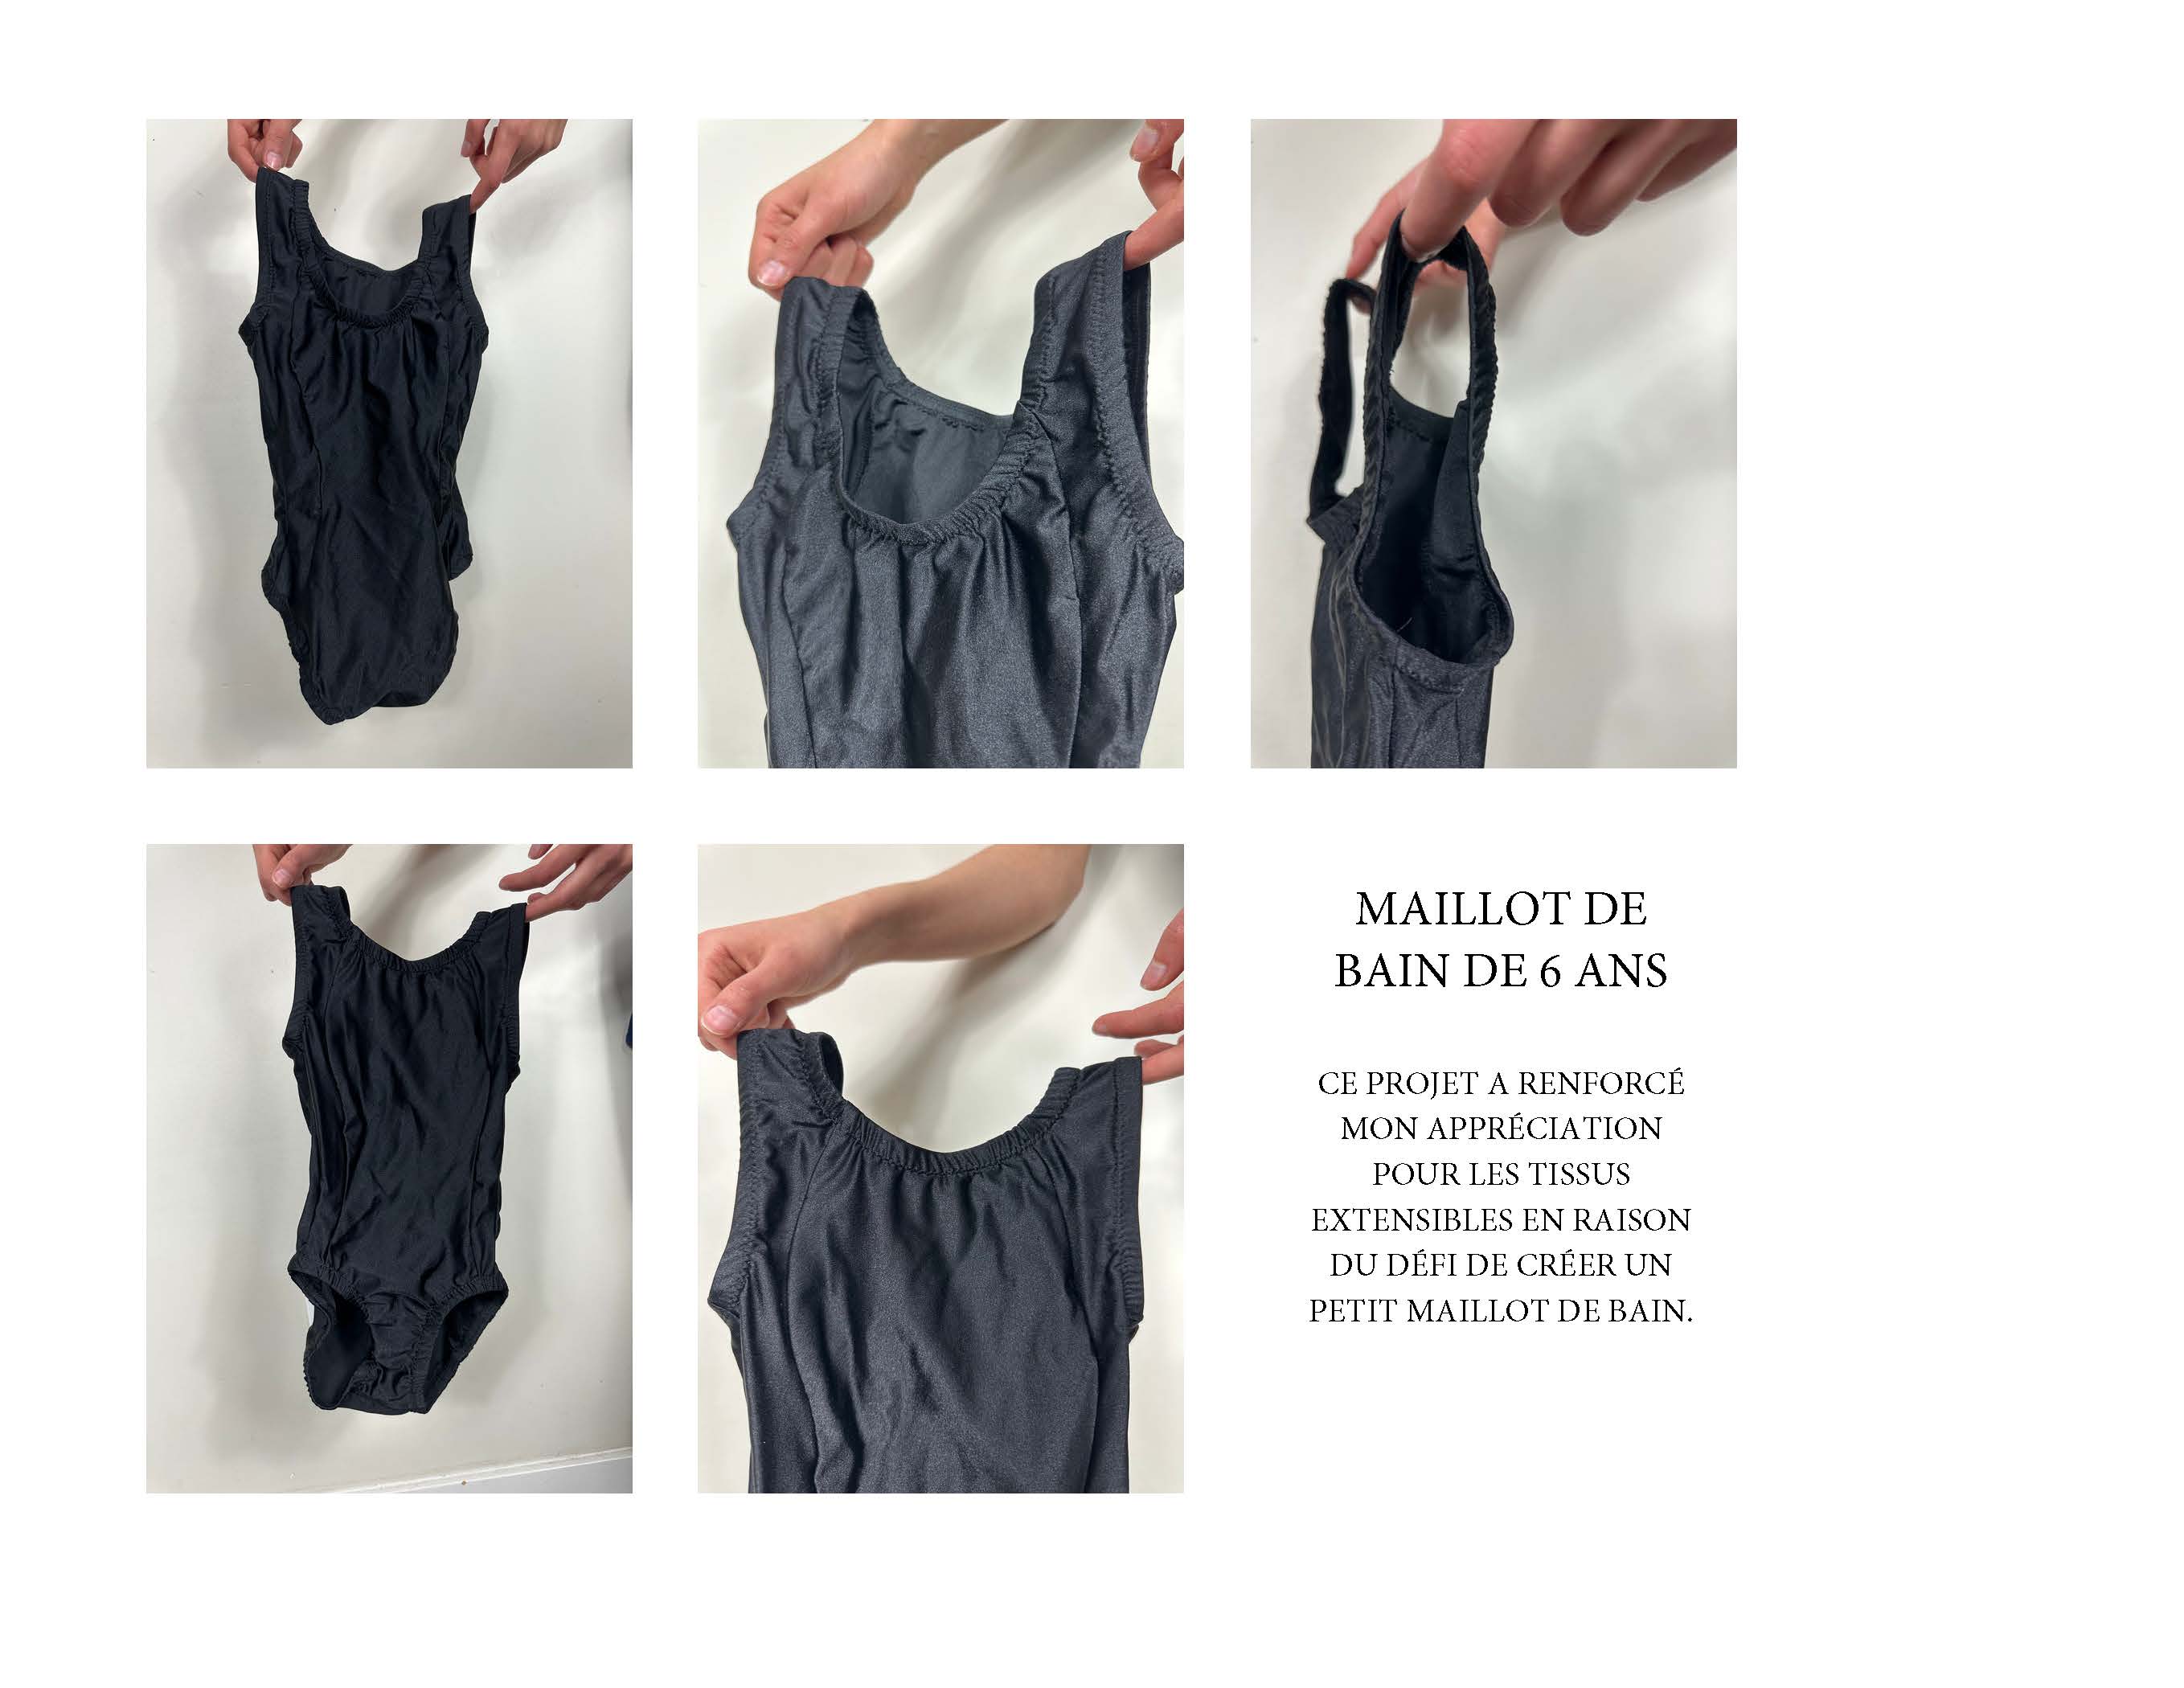 MAILLOT DE
BAIN DE 6 ANS
CE PROJET A RENFORCÉ
MON APPRÉCIATION
POUR LES TISSUS
EXTENSIBLES EN RAISON
DU DÉFI DE CRÉER UN
PETIT MAILLOT DE BAIN.